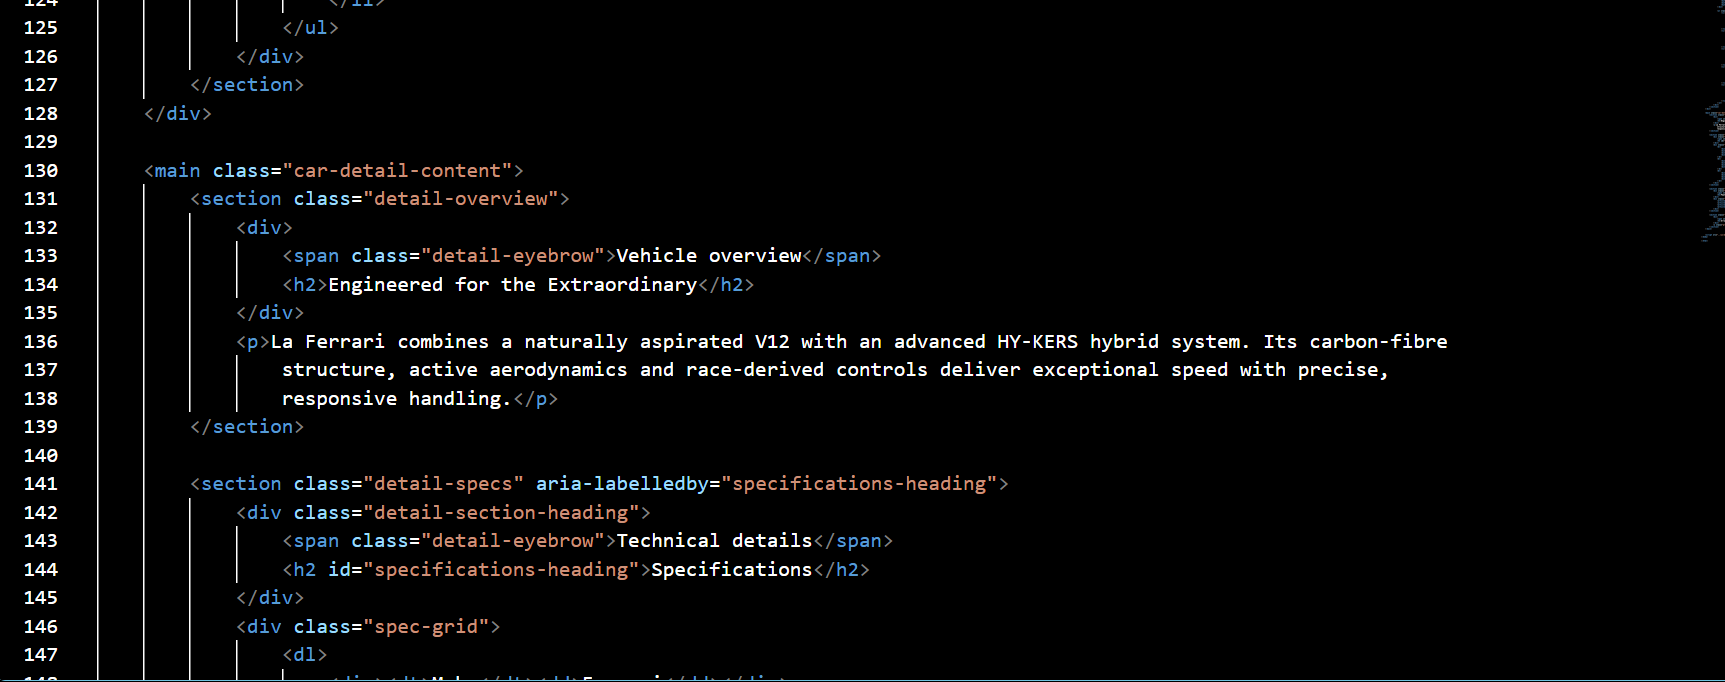 124 </li>
125 </ul>
126 </div>
127 </section>
128 </div>
129
130 <main class="car-detail-content">
131 <section class="detail-overview">
132 <div>
133 <span class="detail-eyebrow">Vehicle overview</span>
134 <h2>Engineered for the Extraordinary</h2>
135 </div>
136 <p>La Ferrari combines a naturally aspirated V12 with an advanced HY-KERS hybrid system. Its carbon-fibre
137 structure, active aerodynamics and race-derived controls deliver exceptional speed with precise,
138 responsive handling.</p>
139 </section>
140
141 <section class="detail-specs" aria-labelledby="specifications-heading">
142 <div class="detail-section-heading">
143 <span class="detail-eyebrow">Technical details</span>
144 <h2 id="specifications-heading">Specifications</h2>
145 </div>
146 <div class="spec-grid">
147 <dl>